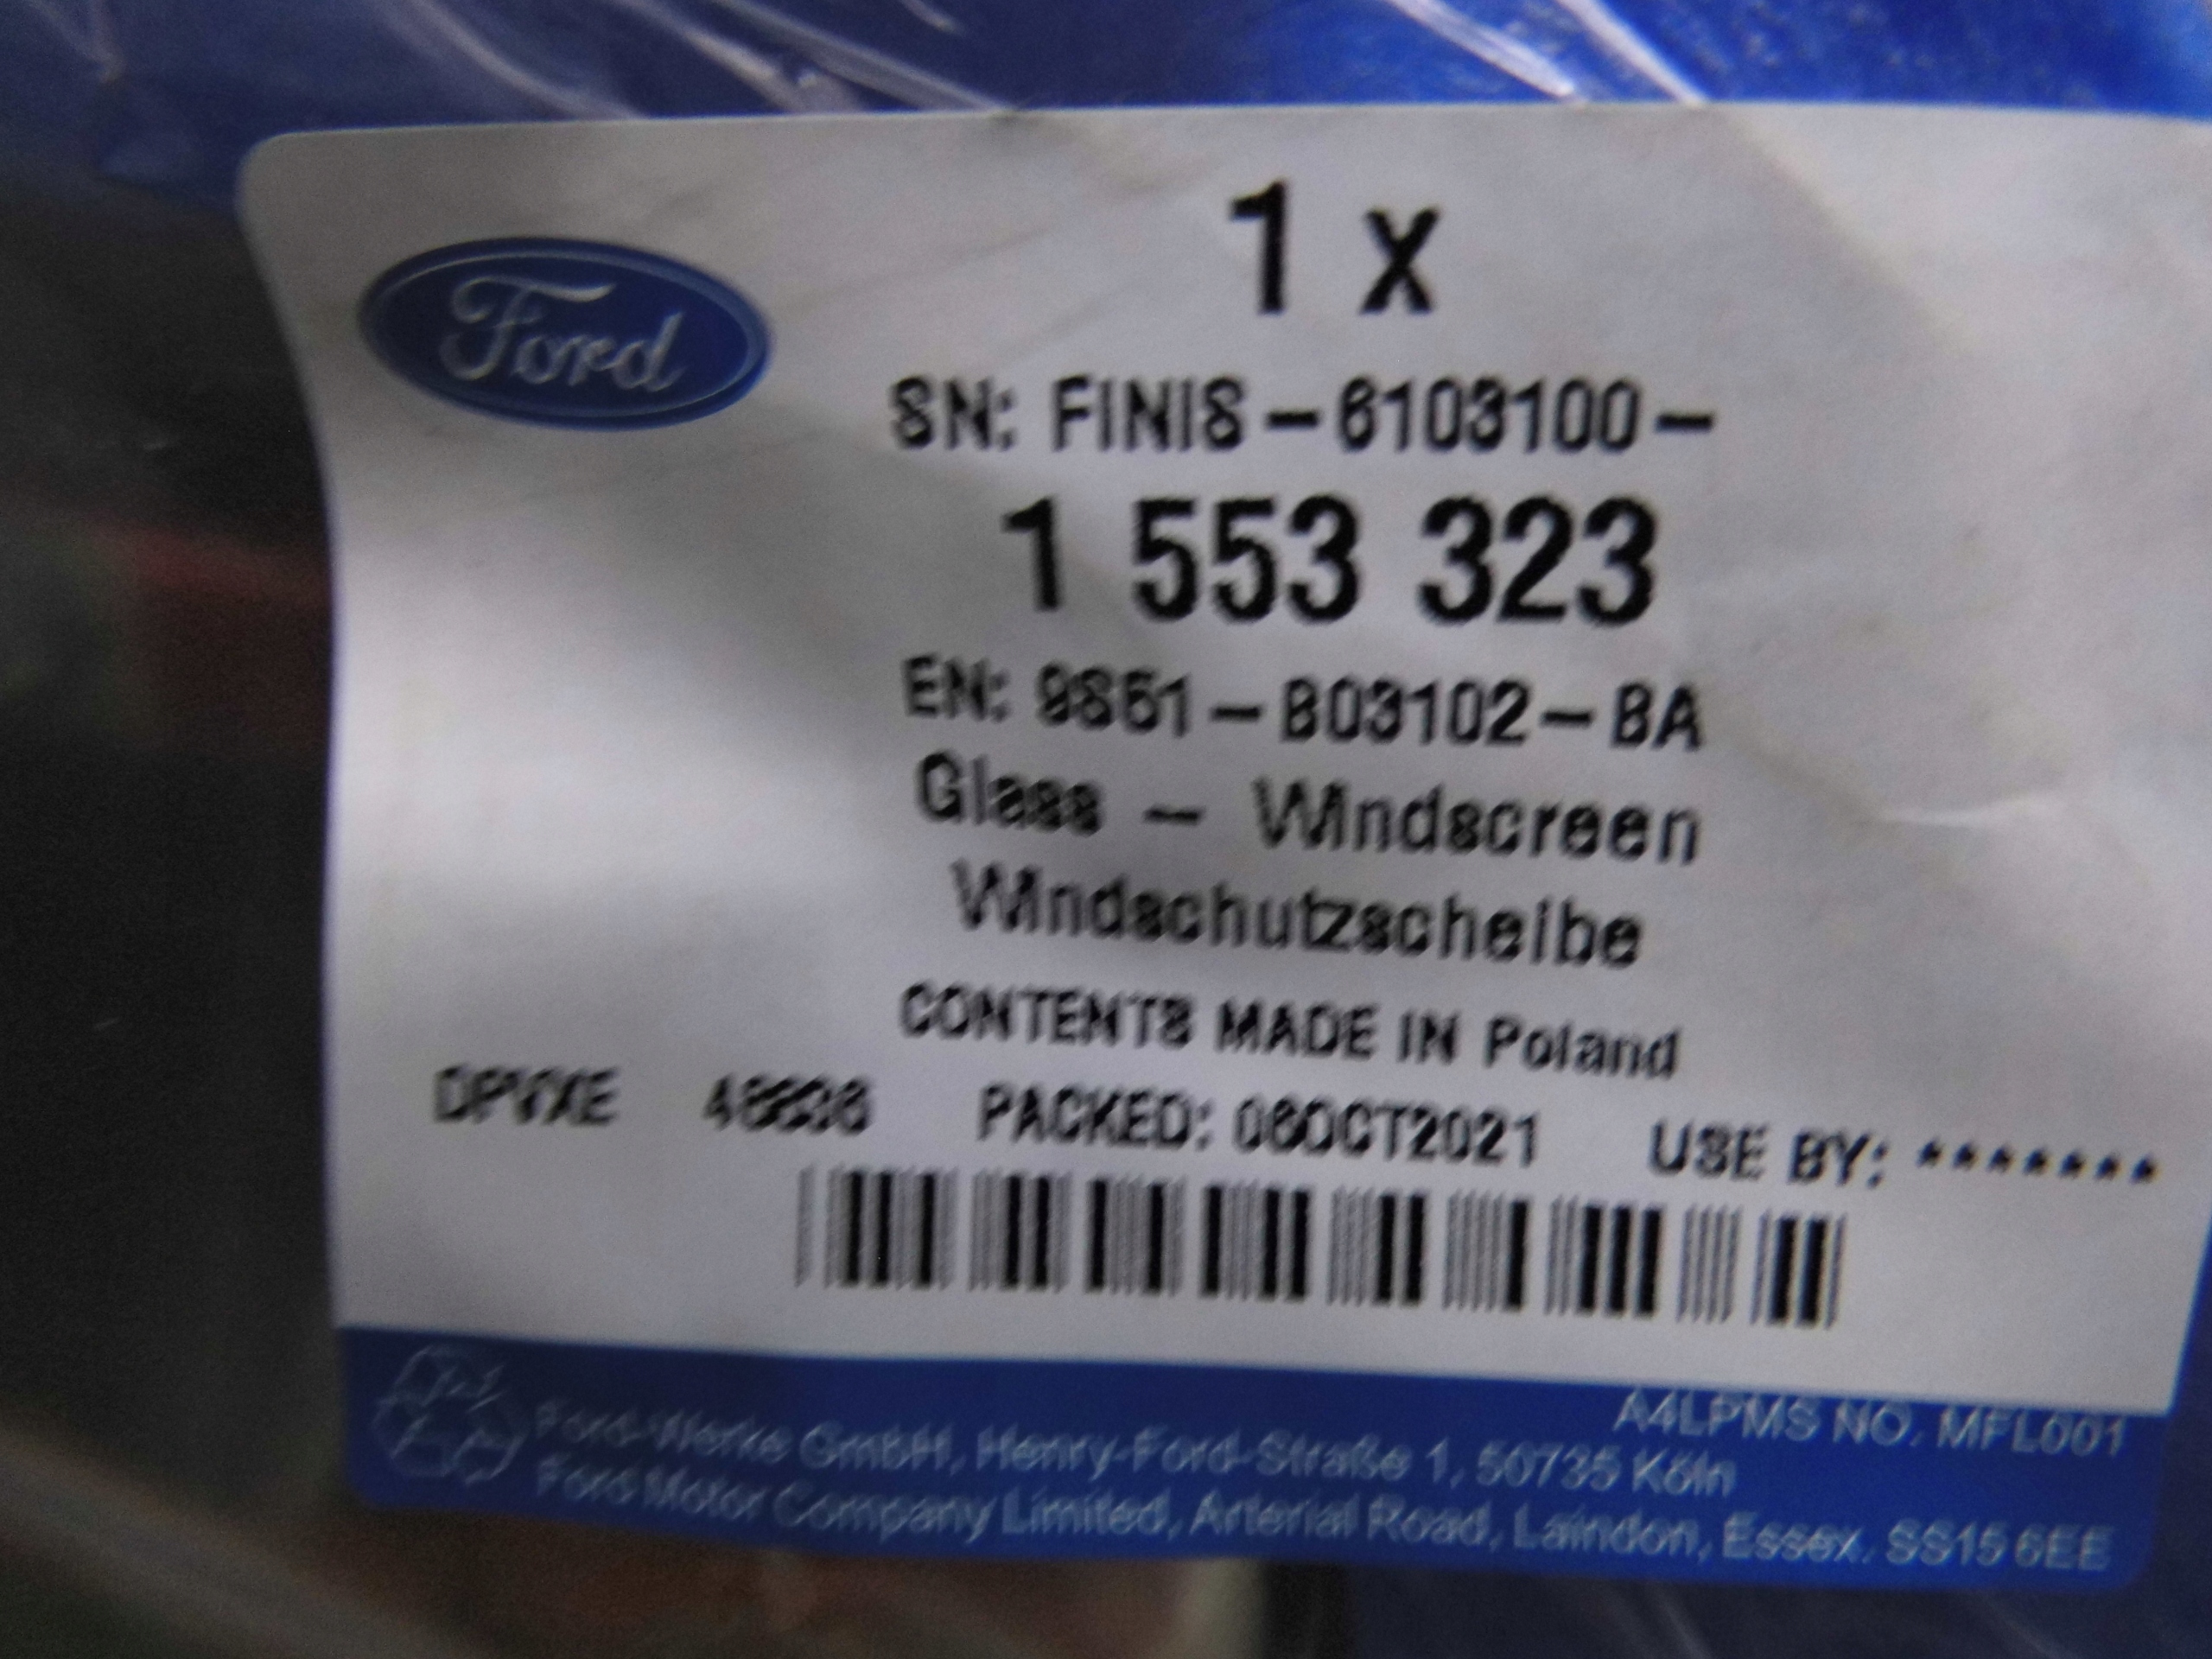 Ford
1 x
SN: FINIS-6103100-
1 553 323
EN: 9S51-B03102-BA
Glass - Windscreen
Windschutzscheibe
CONTENTS MADE IN Poland
DPVXE PACKED: 06OCT2021 USE BY: *******
A4LPMS NO. MFL001
Ford-Werke GmbH, Henry-Ford-Straße 1, 50735 Köln
Ford Motor Company Limited, Arterial Road, Laindon, Essex. SS15 6EE